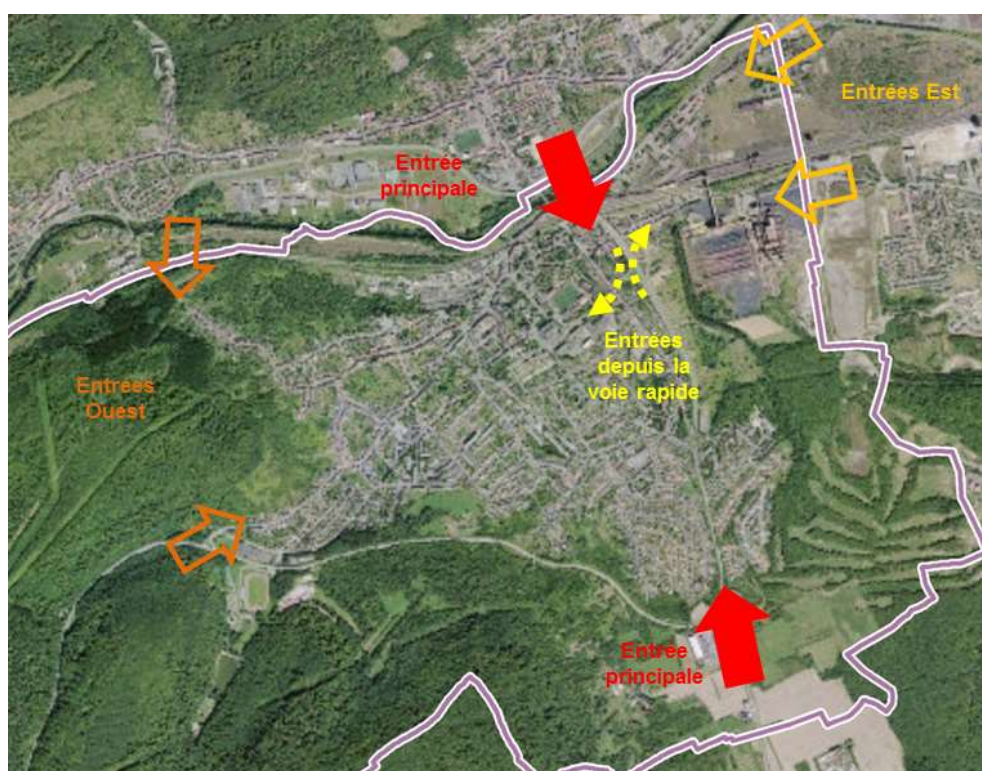 Entrées Est
Entrée
principale
Entrées
depuis la
voie rapide
Entrées
Ouest
Entrée
principale